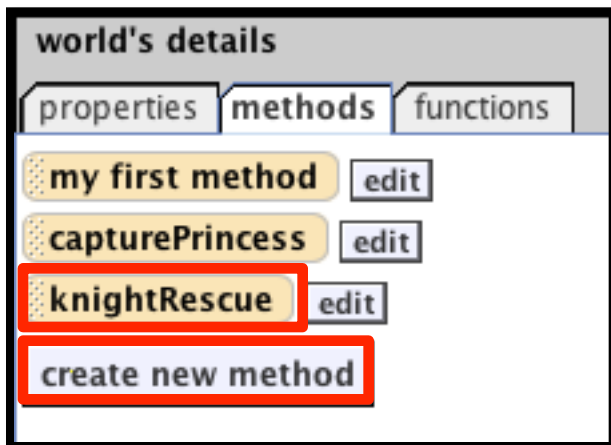 world's details
properties methods functions
my first method edit
capturePrincess edit
knightRescue edit
create new method